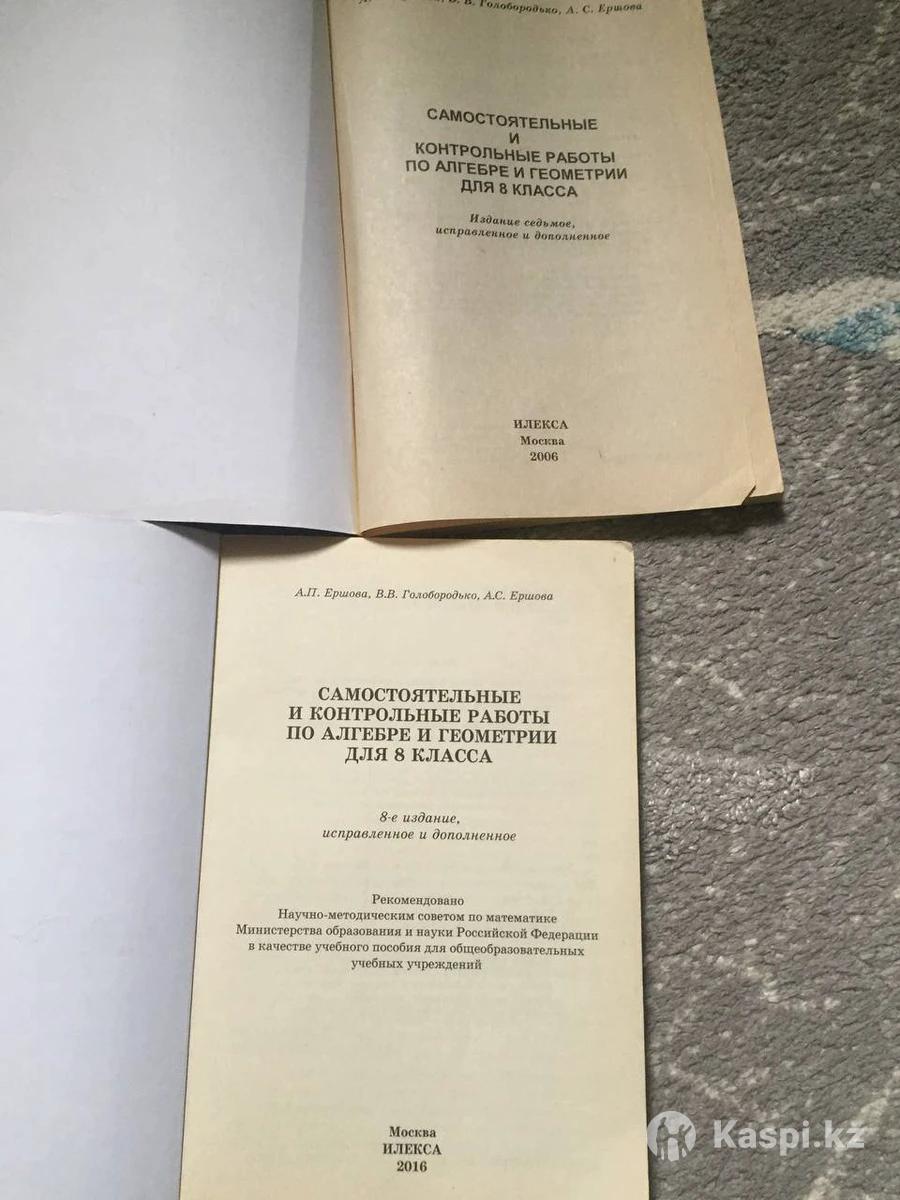 В. В. Голобородько, А. С. Ершова
САМОСТОЯТЕЛЬНЫЕ
И
КОНТРОЛЬНЫЕ РАБОТЫ
ПО АЛГЕБРЕ И ГЕОМЕТРИИ
ДЛЯ 8 КЛАССА
Издание седьмое,
исправленное и дополненное
ИЛЕКСА
Москва
2006
А.П. Ершова, В.В. Голобородько, А.С. Ершова
САМОСТОЯТЕЛЬНЫЕ
И КОНТРОЛЬНЫЕ РАБОТЫ
ПО АЛГЕБРЕ И ГЕОМЕТРИИ
ДЛЯ 8 КЛАССА
8-е издание,
исправленное и дополненное
Рекомендовано
Научно-методическим советом по математике
Министерства образования и науки Российской Федерации
в качестве учебного пособия для общеобразовательных
учебных учреждений
Москва
ИЛЕКСА
2016
Kaspi.kz